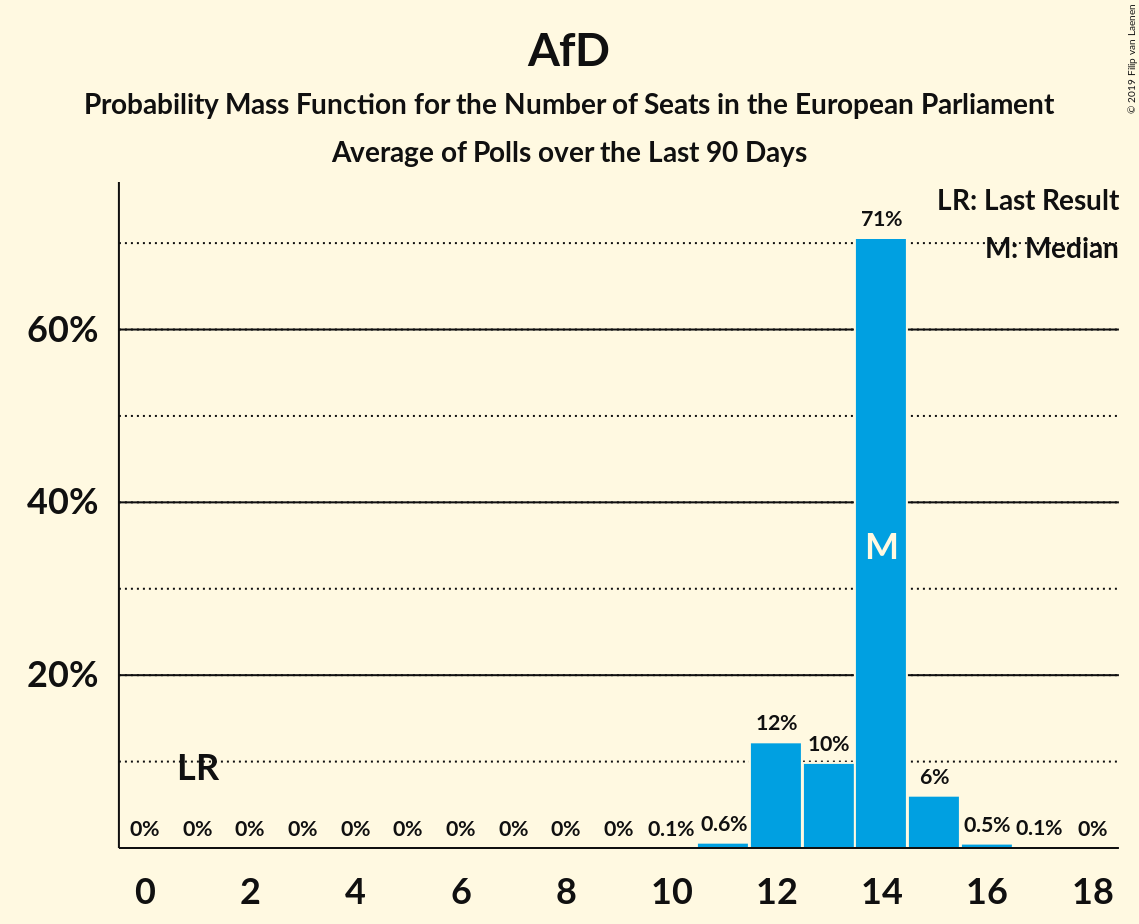 AfD
Probability Mass Function for the Number of Seats in the European Parliament
Average of Polls over the Last 90 Days
© 2019 Filip van Laenen
LR: Last Result
M: Median
71%
60%
40%
M
20%
12%
10%
6%
LR
0% 0% 0% 0% 0% 0% 0% 0% 0% 0% 0.1% 0.6% 0.5% 0.1% 0%
0 2 4 6 8 10 12 14 16 18